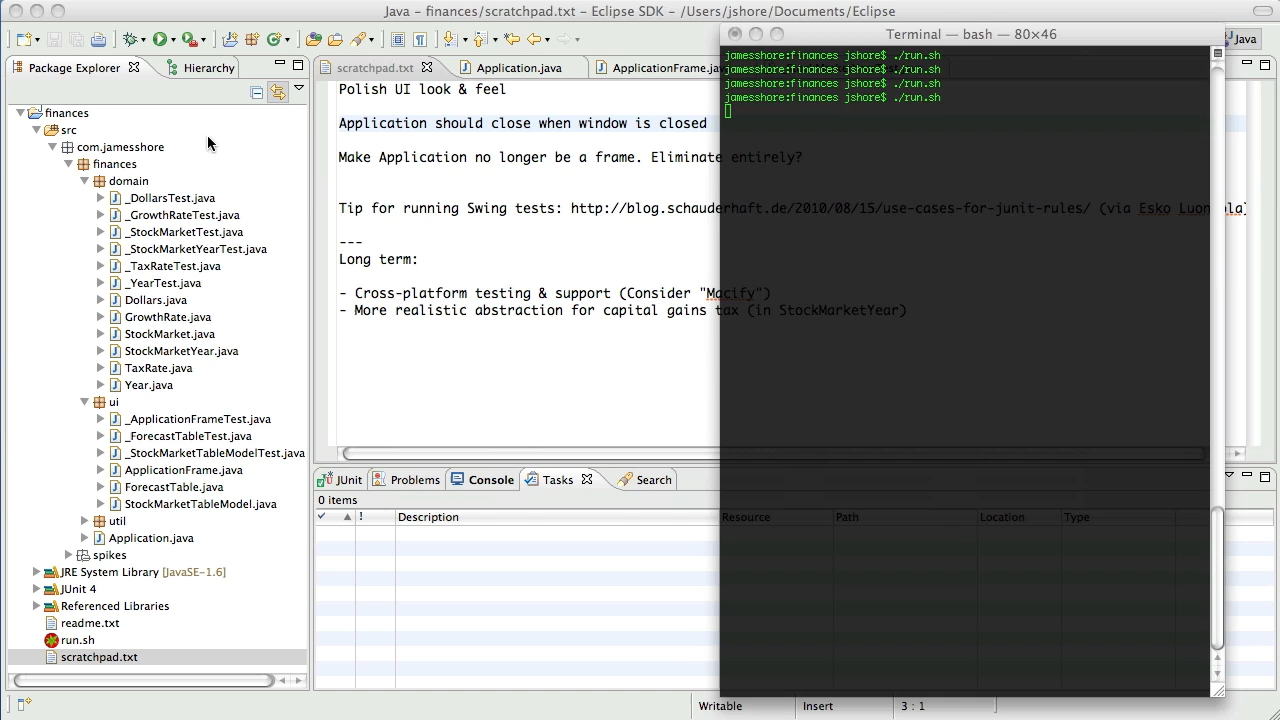 Java – finances/scratchpad.txt – Eclipse SDK – /Users/jshore/Documents/Eclipse
Java
Package Explorer
Hierarchy
finances
src
com.jamesshore
finances
domain
_DollarsTest.java
_GrowthRateTest.java
_StockMarketTest.java
_StockMarketYearTest.java
_TaxRateTest.java
_YearTest.java
Dollars.java
GrowthRate.java
StockMarket.java
StockMarketYear.java
TaxRate.java
Year.java
ui
_ApplicationFrameTest.java
_ForecastTableTest.java
_StockMarketTableModelTest.java
ApplicationFrame.java
ForecastTable.java
StockMarketTableModel.java
util
Application.java
spikes
JRE System Library [JavaSE-1.6]
JUnit 4
Referenced Libraries
readme.txt
run.sh
scratchpad.txt
scratchpad.txt
Application.java
ApplicationFrame.java
Polish UI look & feel
Application should close when window is closed
Make Application no longer be a frame. Eliminate entirely?
Tip for running Swing tests: http://blog.schauderhaft.de/2010/08/15/use-cases-for-junit-rules/ (via Esko
---
Long term:
- Cross-platform testing & support (Consider "Macify")
- More realistic abstraction for capital gains tax (in StockMarketYear)
Terminal — bash — 80×46
jamesshore:finances jshore$ ./run.sh
jamesshore:finances jshore$ ./run.sh
jamesshore:finances jshore$ ./run.sh
jamesshore:finances jshore$ ./run.sh
JUnit
Problems
Console
Tasks
Search
0 items
! Description Resource Path Location Type
Writable Insert 3 : 1